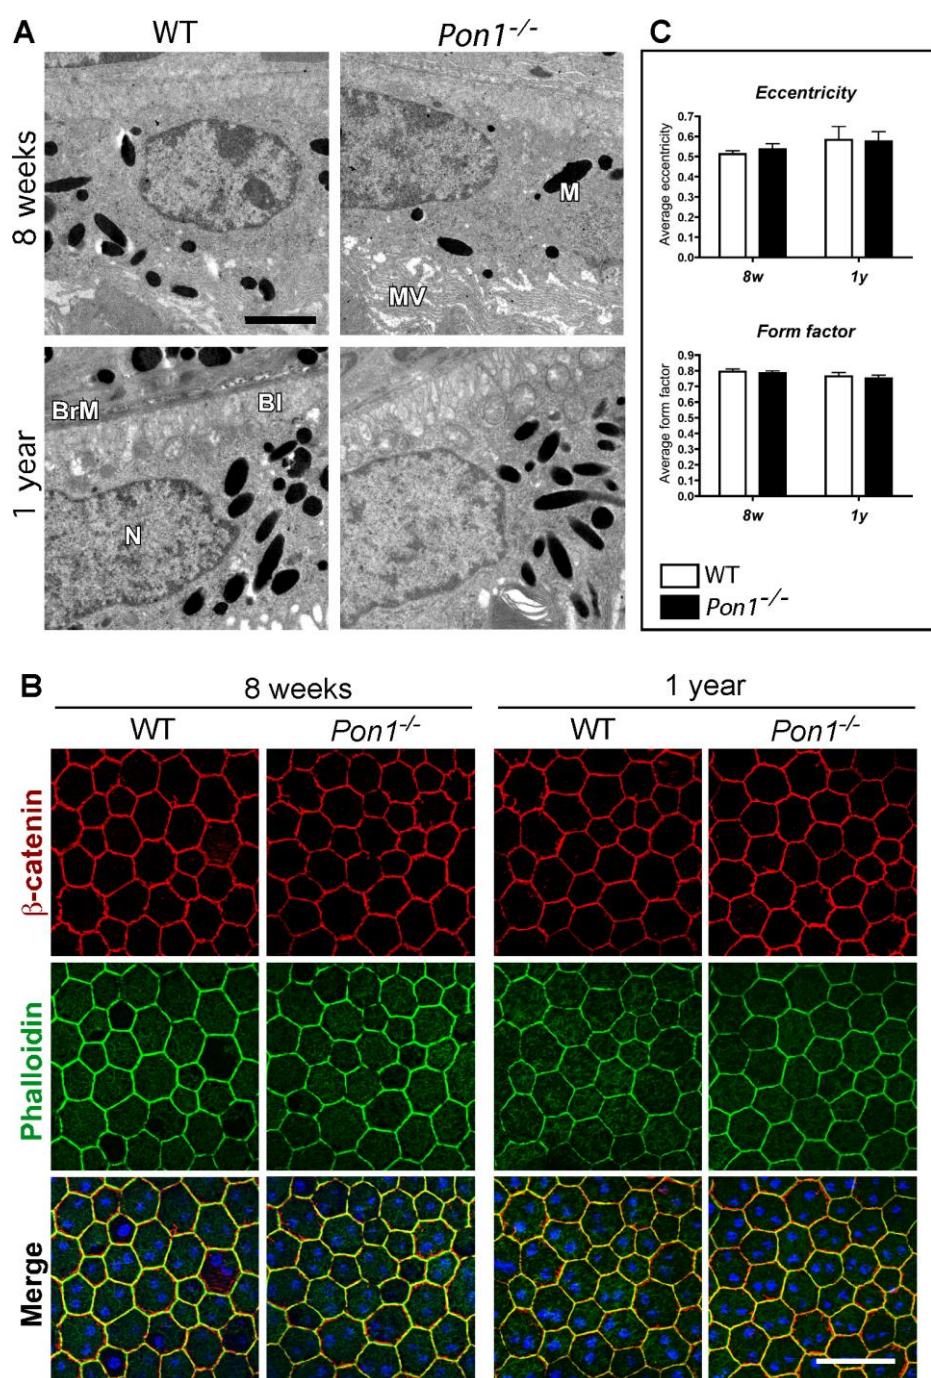 A WT Pon1-/- C
8 weeks
M
MV
1 year
BrM
BI
N
Eccentricity
Average eccentricity
0.7
0.6
0.5
0.4
0.3
0.2
0.1
0.0
8w 1y
Form factor
Average form factor
0.9
0.8
0.7
0.6
0.5
0.4
0.3
0.2
0.1
0.0
8w 1y
WT
Pon1-/-
B 8 weeks 1 year
WT Pon1-/- WT Pon1-/-
β-catenin
Phalloidin
Merge